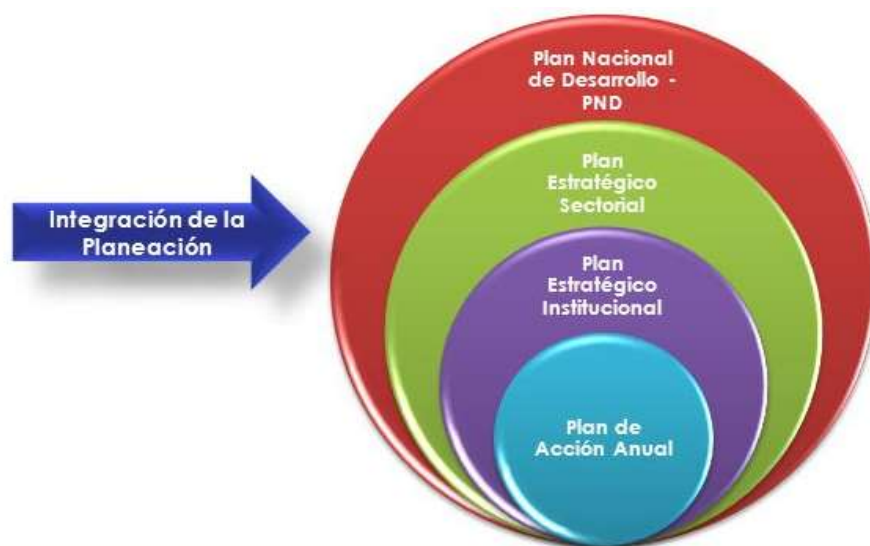 Plan Nacional
de Desarrollo -
PND
Plan
Estratégico
Sectorial
Integración de la
Planeación
Plan
Estratégico
Institucional
Plan de
Acción Anual